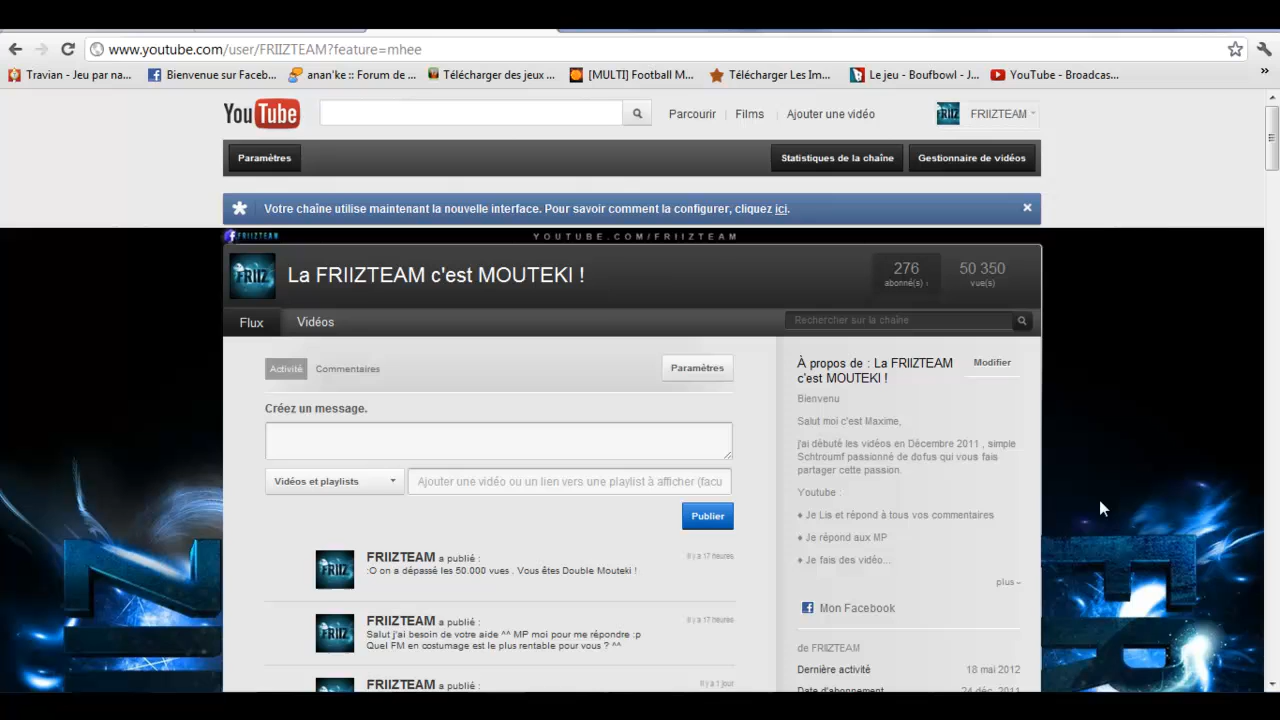 www.youtube.com/user/FRIIZTEAM?feature=mhee
Travian - Jeu par na...
Bienvenue sur Faceb...
anan'ke :: Forum de ...
Télécharger des jeux ...
[MULTI] Football M...
Télécharger Les Im...
Le jeu - Boufbowl - J...
YouTube - Broadcas...
»
YouTube
Parcourir
Films
Ajouter une vidéo
FRIIZ
FRIIZTEAM
Paramètres
Statistiques de la chaîne
Gestionnaire de vidéos
Votre chaîne utilise maintenant la nouvelle interface. Pour savoir comment la configurer, cliquez ici.
FRIIZTEAM
YOUTUBE.COM/FRIIZTEAM
FRIIZ
La FRIIZTEAM c'est MOUTEKI !
276
abonné(s) ›
50 350
vue(s)
Flux
Vidéos
Rechercher sur la chaîne
Activité
Commentaires
Paramètres
Créez un message.
Vidéos et playlists
Ajouter une vidéo ou un lien vers une playlist à afficher (facu
Publier
FRIIZ
FRIIZTEAM a publié :
Il y a 17 heures
:O on a dépassé les 50.000 vues . Vous êtes Double Mouteki !
FRIIZ
FRIIZTEAM a publié :
Il y a 17 heures
Salut j'ai besoin de votre aide ^^ MP moi pour me répondre :p
Quel FM en costumage est le plus rentable pour vous ? ^^
FRIIZTEAM a publié :
Il y a 1 jour
À propos de : La FRIIZTEAM
c'est MOUTEKI !
Modifier
Bienvenu
Salut moi c'est Maxime,
j'ai débuté les vidéos en Décembre 2011 , simple
Schtroumf passionné de dofus qui vous fais
partager cette passion.
Youtube :
♦ Je Lis et répond à tous vos commentaires
♦ Je répond aux MP
♦ Je fais des vidéo...
plus
Mon Facebook
de FRIIZTEAM
Dernière activité
18 mai 2012
Date d'abonnement
24 déc. 2011